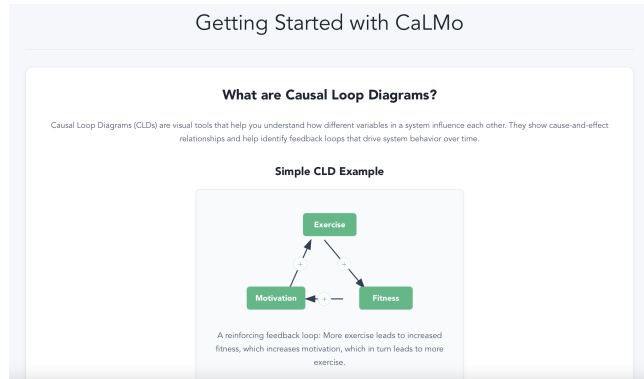 Getting Started with CaLMo
What are Causal Loop Diagrams?
Causal Loop Diagrams (CLDs) are visual tools that help you understand how different variables in a system influence each other. They show cause-and-effect
relationships and help identify feedback loops that drive system behavior over time.
Simple CLD Example
Exercise
+ +
Motivation + Fitness
A reinforcing feedback loop: More exercise leads to increased
fitness, which increases motivation, which in turn leads to more
exercise.